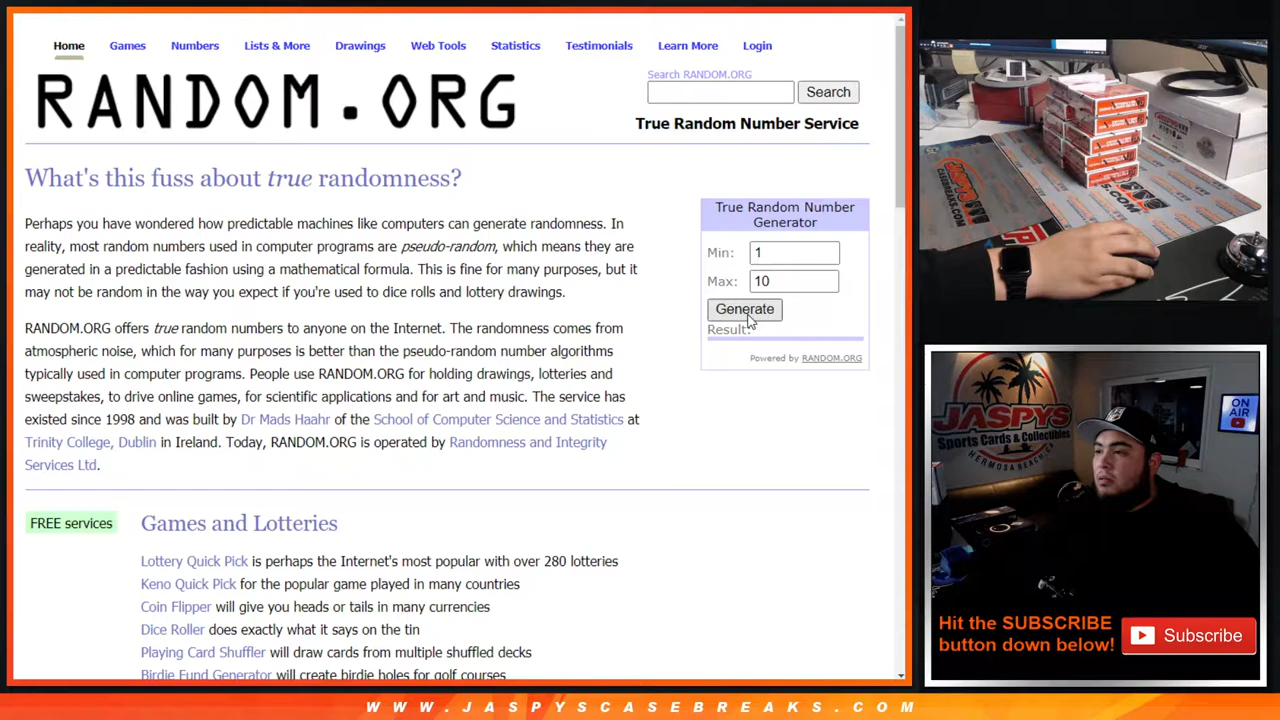 Home Games Numbers Lists & More Drawings Web Tools Statistics Testimonials Learn More Login
RANDOM.ORG
Search RANDOM.ORG
Search
True Random Number Service
What's this fuss about true randomness?
Perhaps you have wondered how predictable machines like computers can generate randomness. In
reality, most random numbers used in computer programs are pseudo-random, which means they are
generated in a predictable fashion using a mathematical formula. This is fine for many purposes, but it
may not be random in the way you expect if you're used to dice rolls and lottery drawings.
RANDOM.ORG offers true random numbers to anyone on the Internet. The randomness comes from
atmospheric noise, which for many purposes is better than the pseudo-random number algorithms
typically used in computer programs. People use RANDOM.ORG for holding drawings, lotteries and
sweepstakes, to drive online games, for scientific applications and for art and music. The service has
existed since 1998 and was built by Dr Mads Haahr of the School of Computer Science and Statistics at
Trinity College, Dublin in Ireland. Today, RANDOM.ORG is operated by Randomness and Integrity
Services Ltd.
True Random Number
Generator
Min: 1
Max: 10
Generate
Result:
Powered by RANDOM.ORG
FREE services
Games and Lotteries
Lottery Quick Pick is perhaps the Internet's most popular with over 280 lotteries
Keno Quick Pick for the popular game played in many countries
Coin Flipper will give you heads or tails in many currencies
Dice Roller does exactly what it says on the tin
Playing Card Shuffler will draw cards from multiple shuffled decks
Birdie Fund Generator will create birdie holes for golf courses
JASPYS
Sports Cards & Collectibles
HERMOSA BEACH, CA
ON
AIR
Hit the SUBSCRIBE
button down below!
Subscribe
WWW.JASPYSCASEBREAKS.COM